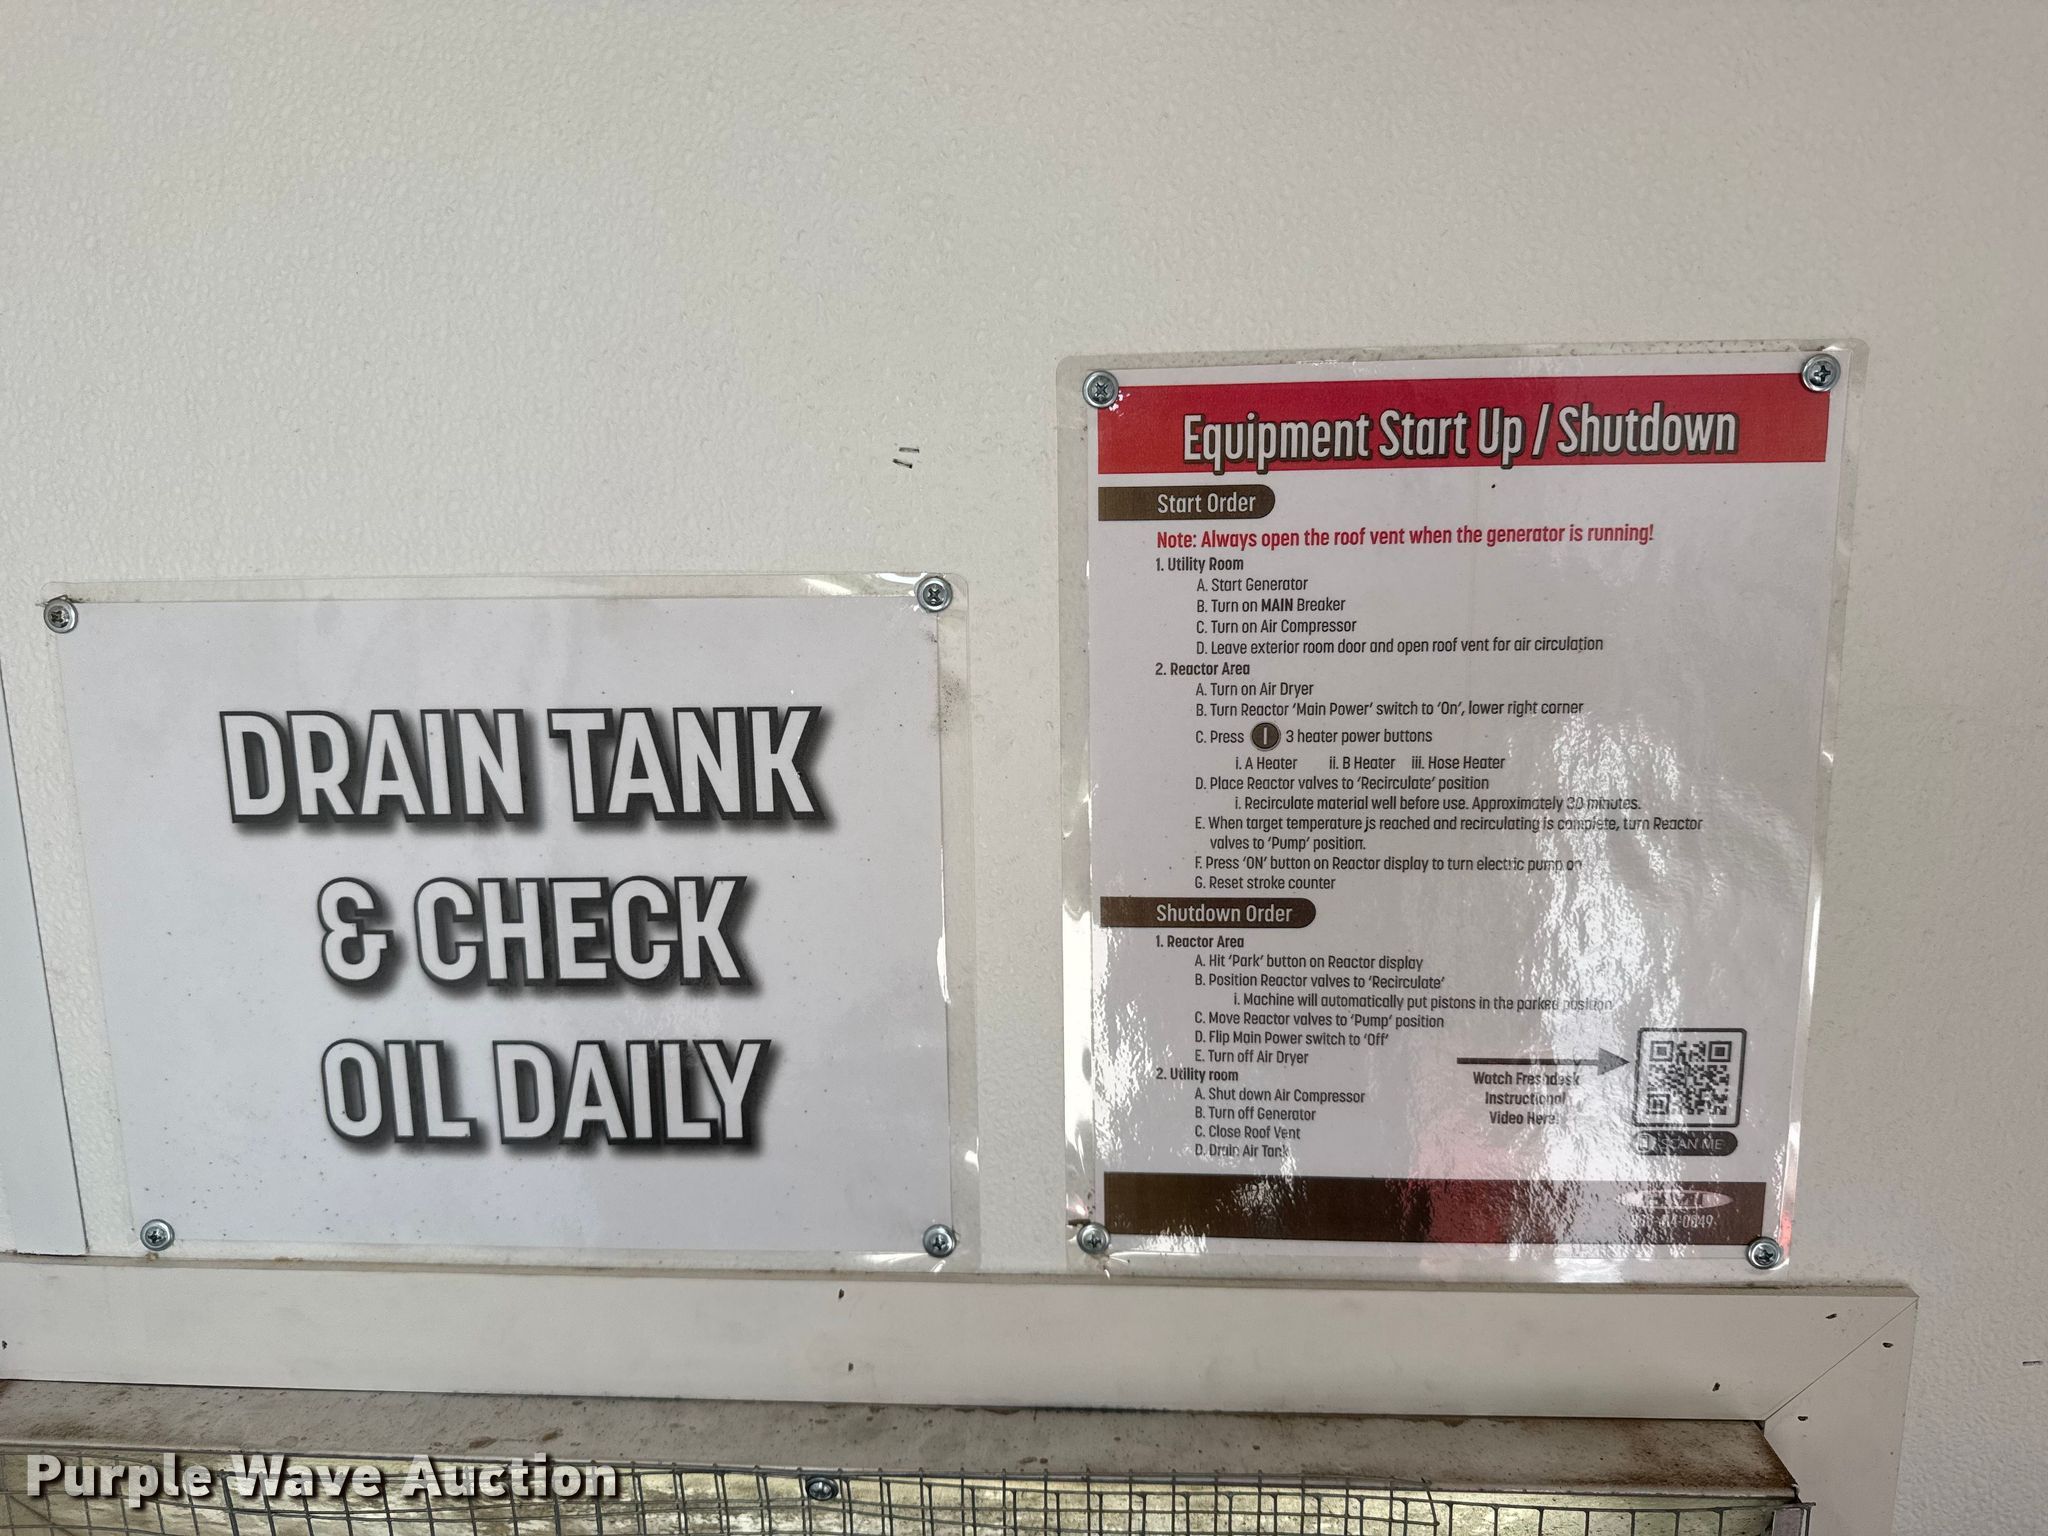 DRAIN TANK
& CHECK
OIL DAILY
Equipment Start Up / Shutdown
Start Order
Note: Always open the roof vent when the generator is running!
1. Utility Room
A. Start Generator
B. Turn on MAIN Breaker
C. Turn on Air Compressor
D. Leave exterior room door and open roof vent for air circulation
2. Reactor Area
A. Turn on Air Dryer
B. Turn Reactor 'Main Power' switch to 'On', lower right corner
C. Press 3 heater power buttons
i. A Heater ii. B Heater iii. Hose Heater
D. Place Reactor valves to 'Recirculate' position
i. Recirculate material well before use. Approximately 30 minutes.
E. When target temperature is reached and recirculating is complete, turn Reactor
valves to 'Pump' position.
F. Press 'ON' button on Reactor display to turn electric pump on
G. Reset stroke counter
Shutdown Order
1. Reactor Area
A. Hit 'Park' button on Reactor display
B. Position Reactor valves to 'Recirculate'
i. Machine will automatically put pistons in the parked position
C. Move Reactor valves to 'Pump' position
D. Flip Main Power switch to 'Off'
E. Turn off Air Dryer
2. Utility room
A. Shut down Air Compressor
B. Turn off Generator
C. Close Roof Vent
D. Drain Air Tank
Watch Freshdesk
Instructional
Video Here!
SCAN ME
Purple Wave Auction